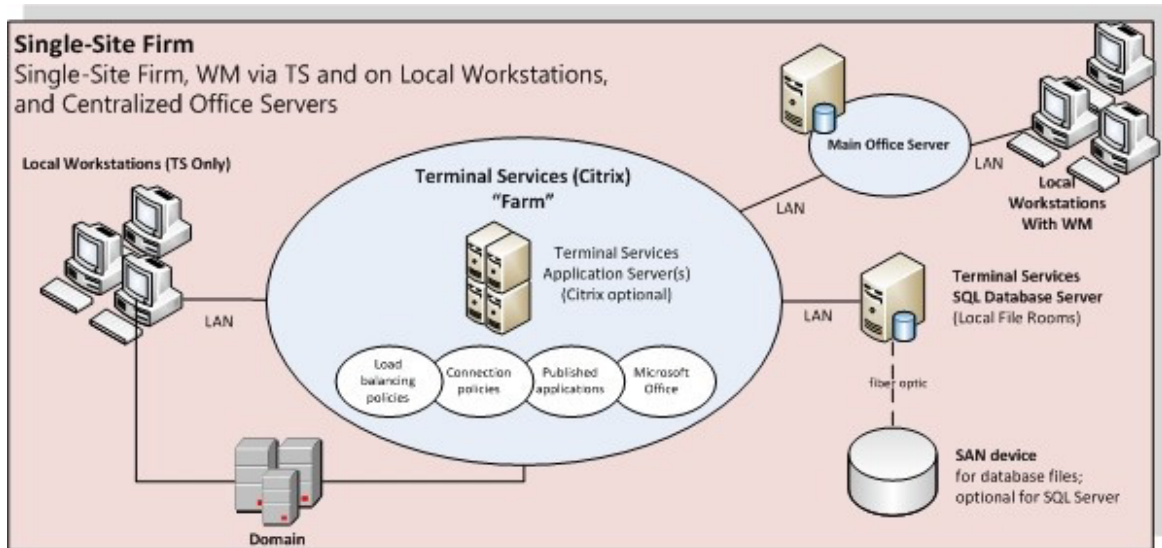 Single-Site Firm
Single-Site Firm, WM via TS and on Local Workstations,
and Centralized Office Servers
Local Workstations (TS Only)
LAN
Terminal Services (Citrix)
“Farm”
Terminal Services
Application Server(s)
(Citrix optional)
Load
balancing
policies
Connection
policies
Published
applications
Microsoft
Office
Domain
LAN
Main Office Server
LAN
Local
Workstations
With WM
LAN
Terminal Services
SQL Database Server
(Local File Rooms)
fiber optic
SAN device
for database files;
optional for SQL Server